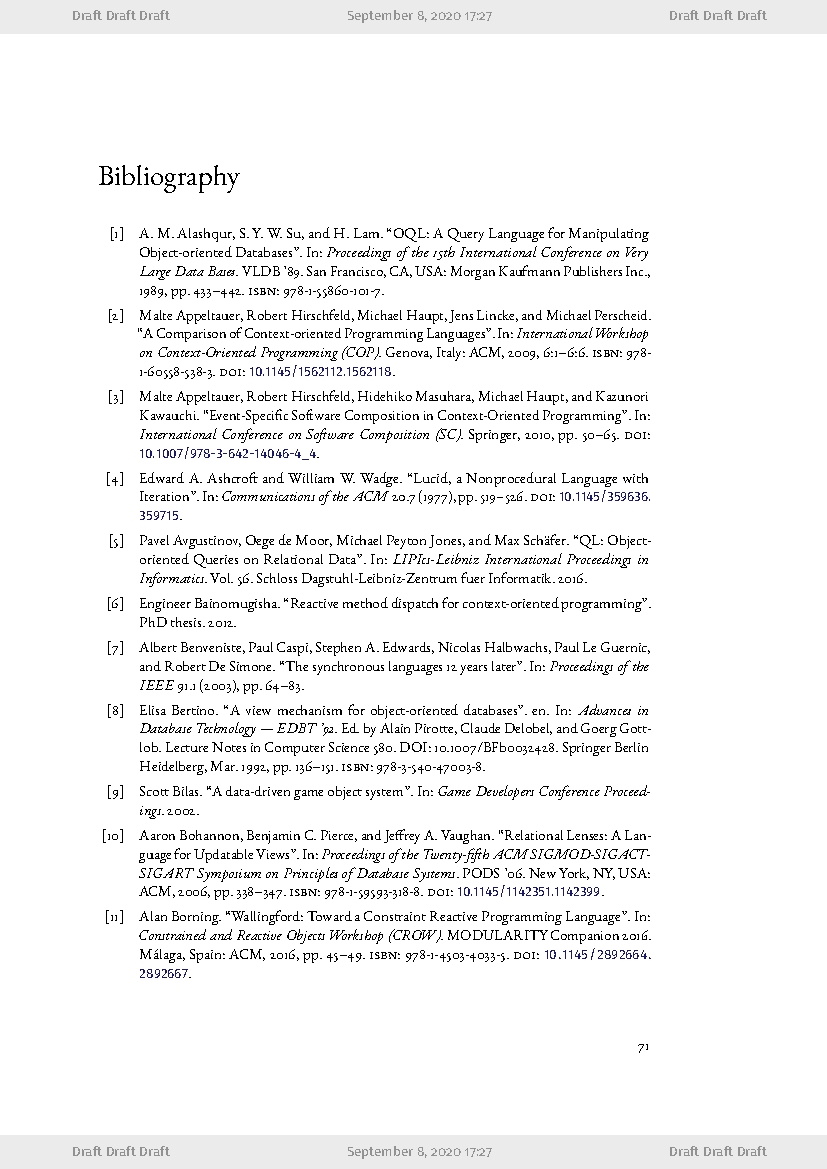 Draft Draft Draft September 8, 2020 17:27 Draft Draft Draft
Bibliography
[1] A. M. Alashqur, S. Y. W. Su, and H. Lam. “OQL: A Query Language for Manipulating
Object-oriented Databases”. In: Proceedings of the 15th International Conference on Very
Large Data Bases. VLDB ’89. San Francisco, CA, USA: Morgan Kaufmann Publishers Inc.,
1989, pp. 433–442. ISBN: 978-1-55860-101-7.
[2] Malte Appeltauer, Robert Hirschfeld, Michael Haupt, Jens Lincke, and Michael Perscheid.
“A Comparison of Context-oriented Programming Languages”. In: International Workshop
on Context-Oriented Programming (COP). Genova, Italy: ACM, 2009, 6:1–6:6. ISBN: 978-
1-60558-538-3. DOI: 10.1145/1562112.1562118.
[3] Malte Appeltauer, Robert Hirschfeld, Hidehiko Masuhara, Michael Haupt, and Kazunori
Kawauchi. “Event-Specific Software Composition in Context-Oriented Programming”. In:
International Conference on Software Composition (SC). Springer, 2010, pp. 50–65. DOI:
10.1007/978-3-642-14046-4_4.
[4] Edward A. Ashcroft and William W. Wadge. “Lucid, a Nonprocedural Language with
Iteration”. In: Communications of the ACM 20.7 (1977), pp. 519–526. DOI: 10.1145/359636.
359715.
[5] Pavel Avgustinov, Oege de Moor, Michael Peyton Jones, and Max Schäfer. “QL: Object-
oriented Queries on Relational Data”. In: LIPIcs-Leibniz International Proceedings in
Informatics. Vol. 56. Schloss Dagstuhl-Leibniz-Zentrum fuer Informatik. 2016.
[6] Engineer Bainomugisha. “Reactive method dispatch for context-oriented programming”.
PhD thesis. 2012.
[7] Albert Benveniste, Paul Caspi, Stephen A. Edwards, Nicolas Halbwachs, Paul Le Guernic,
and Robert De Simone. “The synchronous languages 12 years later”. In: Proceedings of the
IEEE 91.1 (2003), pp. 64–83.
[8] Elisa Bertino. “A view mechanism for object-oriented databases”. en. In: Advances in
Database Technology — EDBT ’92. Ed. by Alain Pirotte, Claude Delobel, and Goerg Gott-
lob. Lecture Notes in Computer Science 580. DOI: 10.1007/BFb0032428. Springer Berlin
Heidelberg, Mar. 1992, pp. 136–151. ISBN: 978-3-540-47003-8.
[9] Scott Bilas. “A data-driven game object system”. In: Game Developers Conference Proceed-
ings. 2002.
[10] Aaron Bohannon, Benjamin C. Pierce, and Jeffrey A. Vaughan. “Relational Lenses: A Lan-
guage for Updatable Views”. In: Proceedings of the Twenty-fifth ACM SIGMOD-SIGACT-
SIGART Symposium on Principles of Database Systems. PODS ’06. New York, NY, USA:
ACM, 2006, pp. 338–347. ISBN: 978-1-59593-318-8. DOI: 10.1145/1142351.1142399.
[11] Alan Borning. “Wallingford: Toward a Constraint Reactive Programming Language”. In:
Constrained and Reactive Objects Workshop (CROW). MODULARITY Companion 2016.
Málaga, Spain: ACM, 2016, pp. 45–49. ISBN: 978-1-4503-4033-5. DOI: 10.1145/2892664.
2892667.
71
Draft Draft Draft September 8, 2020 17:27 Draft Draft Draft